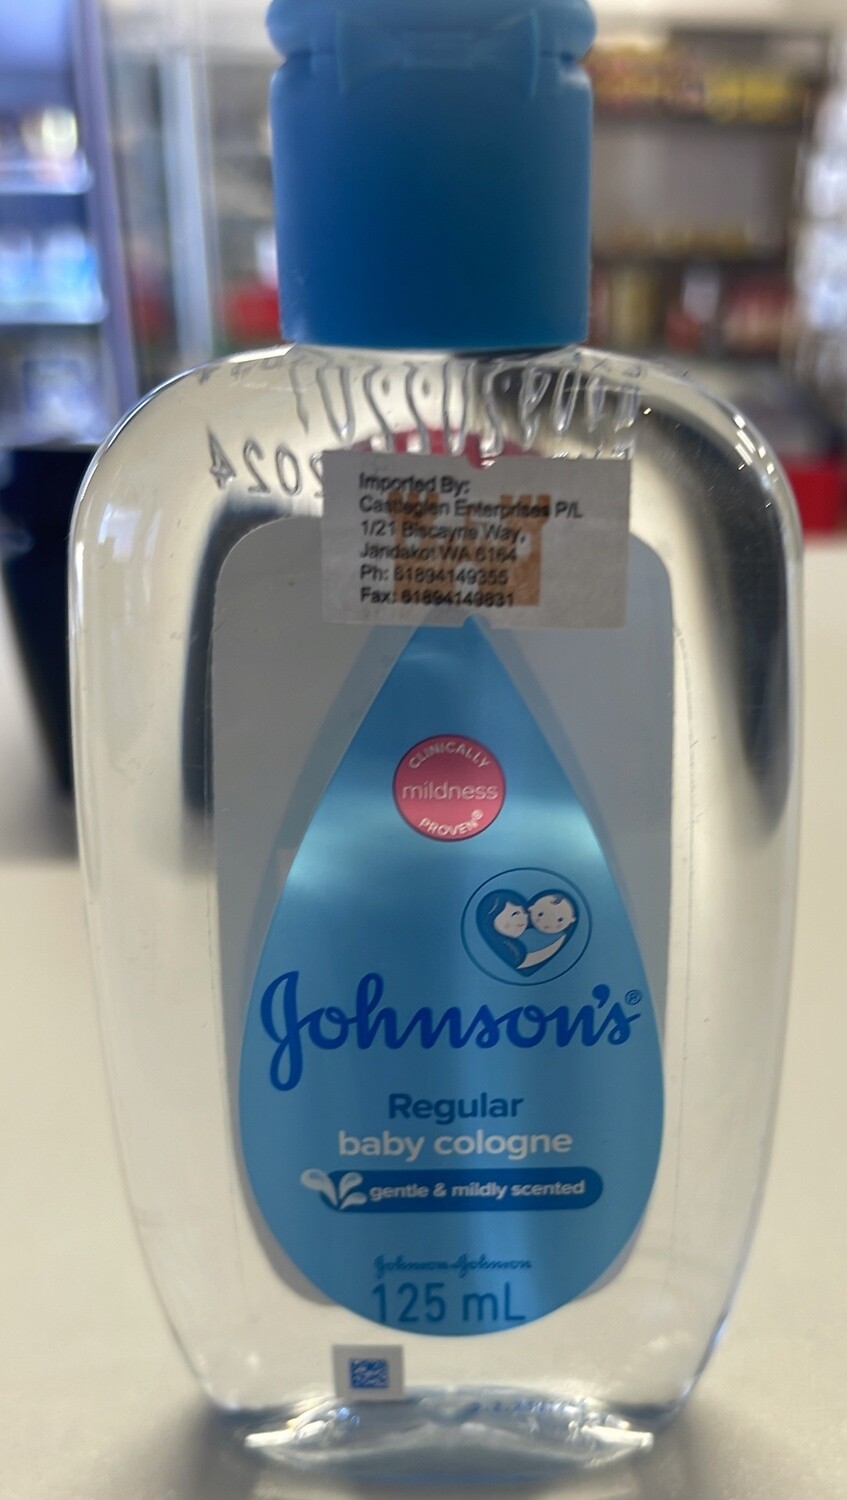 2024
Imported By:
Castleglen Enterprises P/L
1/21 Biscayne Way,
Jandakot WA 6164
Ph: 61894149355
Fax: 61894149831
CLINICALLY
mildness
PROVEN®
Johnson's®
Regular
baby cologne
gentle & mildly scented
Johnson & Johnson
125 mL